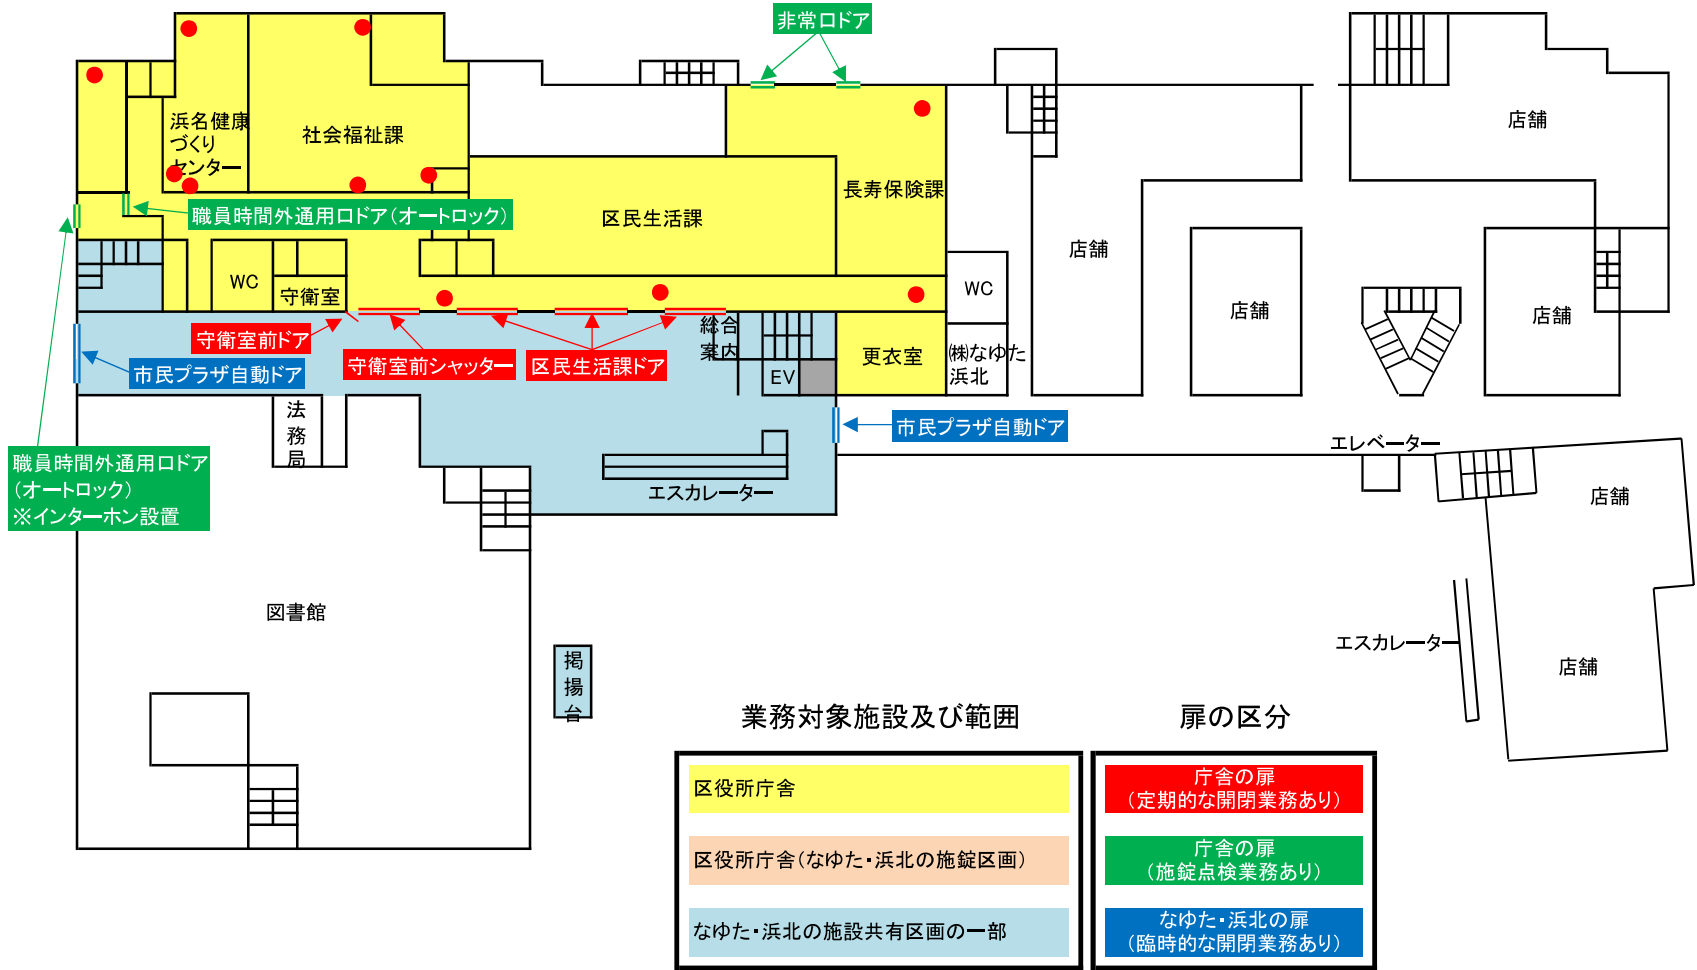 非常口ドア
浜名健康
づくり
センター
社会福祉課
店舗
長寿保険課
職員時間外通用口ドア(オートロック)
区民生活課
店舗
WC
守衛室
WC
店舗
店舗
総合
案内
守衛室前ドア
守衛室前シャッター
区民生活課ドア
更衣室
㈱なゆた
浜北
市民プラザ自動ドア
EV
法
務
局
市民プラザ自動ドア
エレベーター
職員時間外通用口ドア
(オートロック)
※インターホン設置
エスカレーター
店舗
図書館
エスカレーター
店舗
掲
揚
台
業務対象施設及び範囲
区役所庁舎
区役所庁舎(なゆた・浜北の施錠区画)
なゆた・浜北の施設共有区画の一部
扉の区分
庁舎の扉
(定期的な開閉業務あり)
庁舎の扉
(施錠点検業務あり)
なゆた・浜北の扉
(臨時的な開閉業務あり)